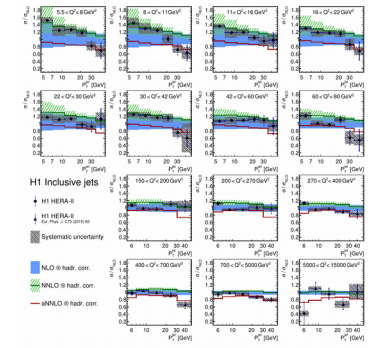 σ / σNLO
5.5 < Q² < 8 GeV²
8 < Q² < 11 GeV²
11 < Q² < 16 GeV²
16 < Q² < 22 GeV²
22 < Q² < 30 GeV²
30 < Q² < 42 GeV²
42 < Q² < 60 GeV²
60 < Q² < 80 GeV²
H1 Inclusive jets
150 < Q² < 200 GeV²
200 < Q² < 270 GeV²
270 < Q² < 400 GeV²
H1 HERA-II
H1 HERA-II
Eur. Phys. J. C75 (2015) 65
Systematic uncertainty
400 < Q² < 700 GeV²
700 < Q² < 5000 GeV²
5000 < Q² < 15000 GeV²
NLO ⊗ hadr. corr.
NNLO ⊗ hadr. corr.
aNNLO ⊗ hadr. corr.